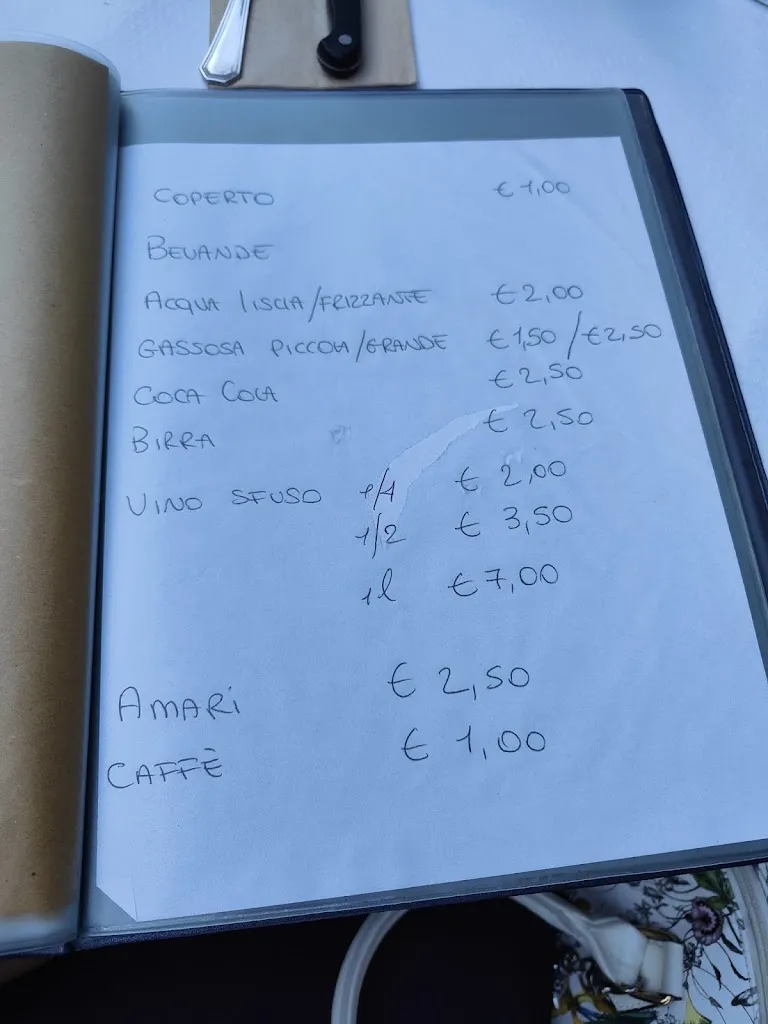 COPERTO € 1,00
BEVANDE
ACQUA LISCIA/FRIZZANTE € 2,00
GASSOSA PICCOLA/GRANDE € 1,50 / € 2,50
COCA COLA € 2,50
BIRRA € 2,50
VINO SFUSO 1/4 € 2,00
1/2 € 3,50
1l € 7,00
AMARI € 2,50
CAFFÈ € 1,00